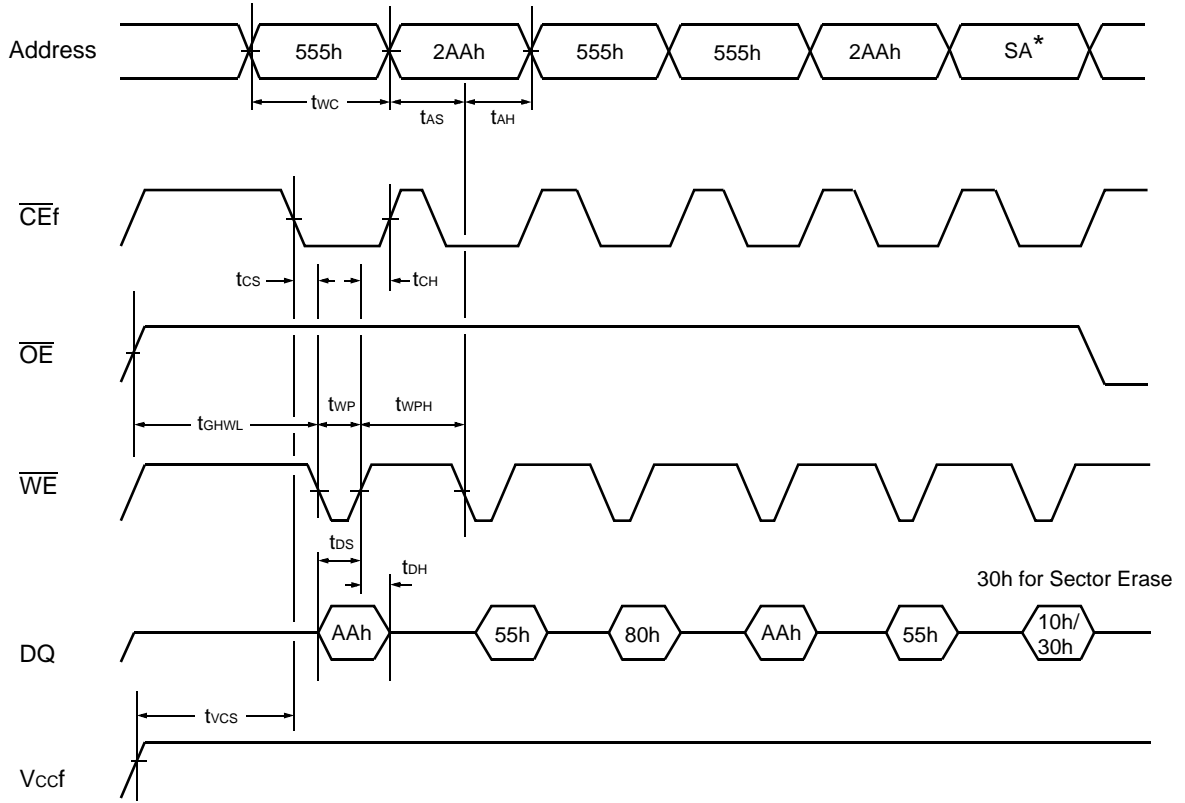 Address 555h 2AAh 555h 555h 2AAh SA*
tWC tAS tAH
CEf
tCS tCH
OE
tGHWL tWP tWPH
WE
tDS
tDH
30h for Sector Erase
DQ AAh 55h 80h AAh 55h 10h/
30h
tVCS
VCCf